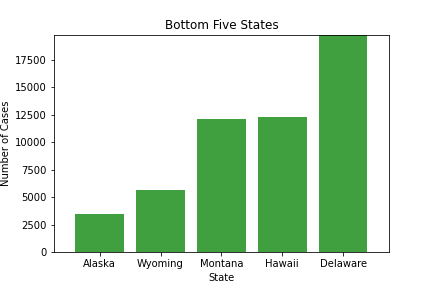 Bottom Five States
Number of Cases
17500
15000
12500
10000
7500
5000
2500
0
Alaska Wyoming Montana Hawaii Delaware
State